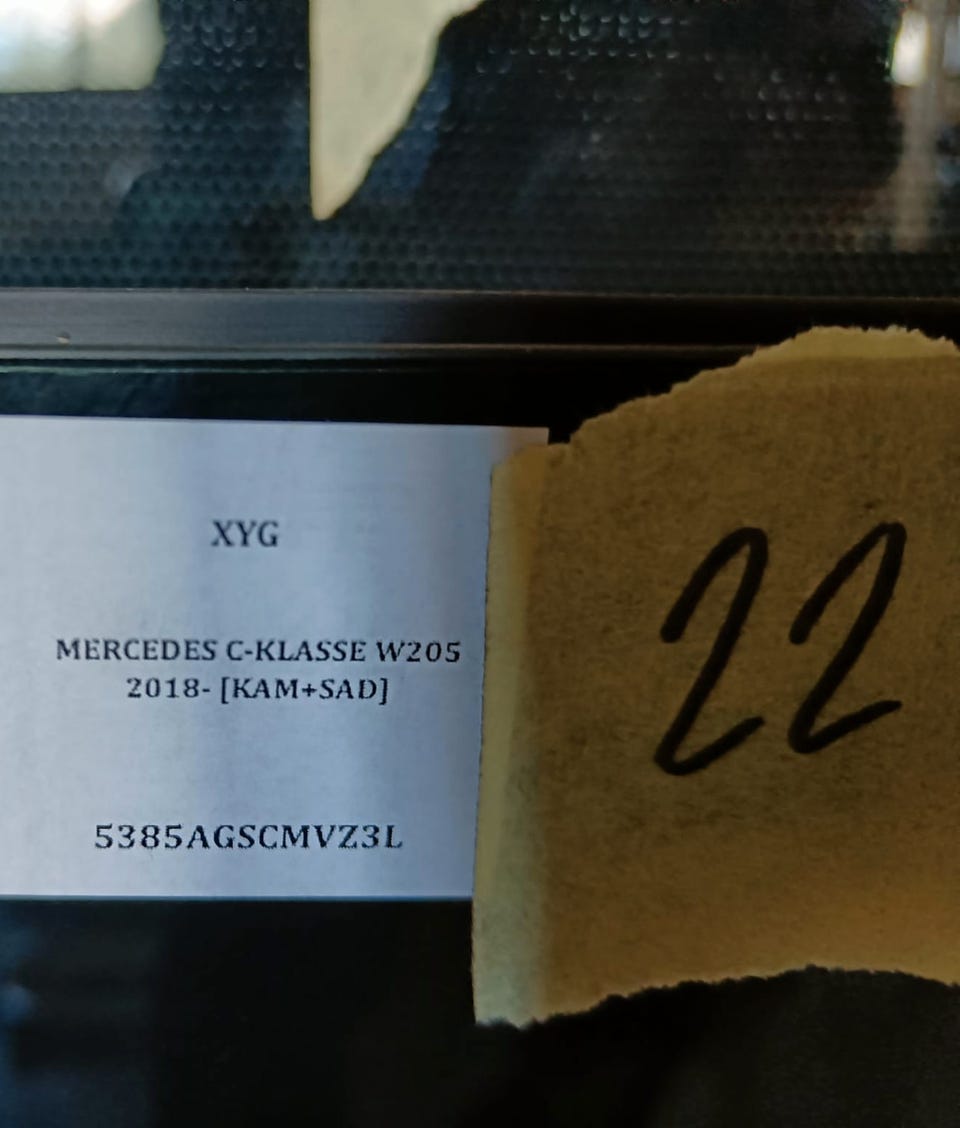 XYG
MERCEDES C-KLASSE W205
2018- [KAM+SAD]
5385AGSCMVZ3L
22